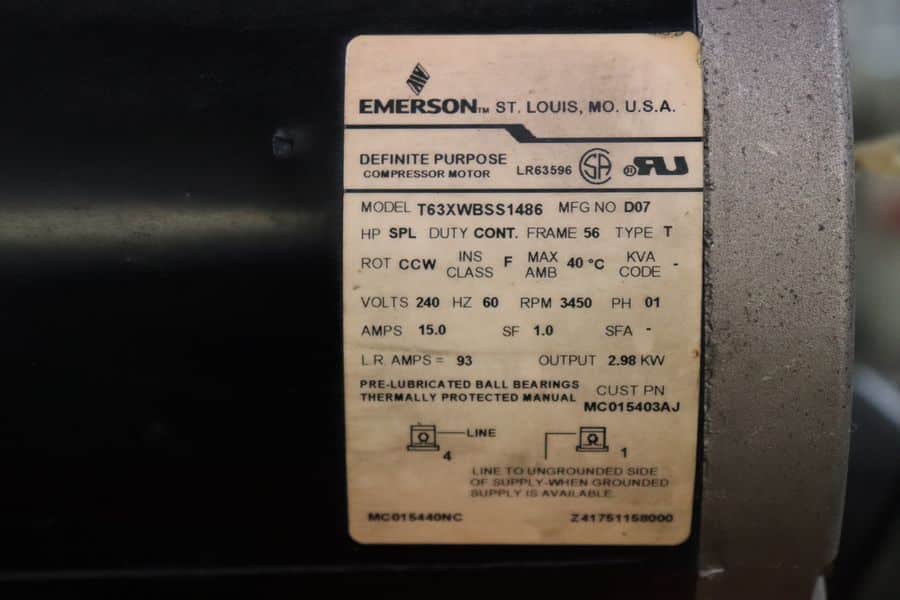 EMERSON™ ST. LOUIS, MO. U.S.A.
DEFINITE PURPOSE
COMPRESSOR MOTOR LR63596 SA ® RU
MODEL T63XWBSS1486 MFG NO D07
HP SPL DUTY CONT. FRAME 56 TYPE T
ROT CCW INS CLASS F MAX AMB 40 °C KVA CODE -
VOLTS 240 HZ 60 RPM 3450 PH 01
AMPS 15.0 SF 1.0 SFA -
L.R. AMPS = 93 OUTPUT 2.98 KW
PRE-LUBRICATED BALL BEARINGS
THERMALLY PROTECTED MANUAL
CUST PN
MC015403AJ
LINE
4 1
LINE TO UNGROUNDED SIDE
OF SUPPLY-WHEN GROUNDED
SUPPLY IS AVAILABLE.
MC015440NC Z41751158000